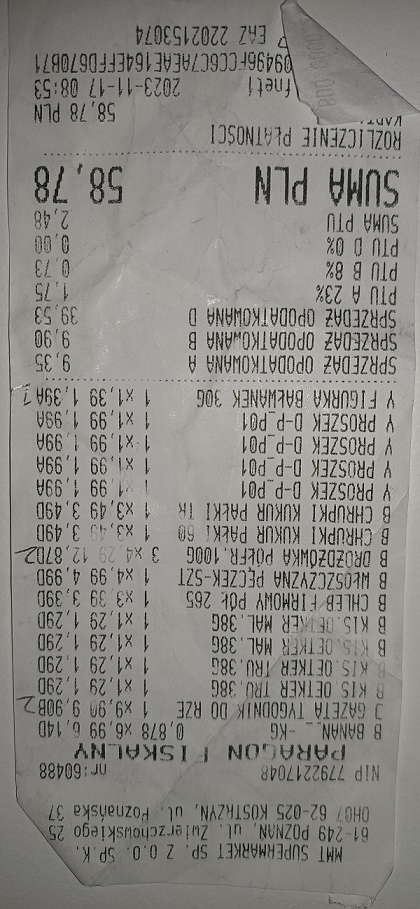 MMT SUPERMARKET SP. Z O.O. SP. K.
61-249 POZNAŃ, ul. Zwierzchowskiego 25
OH07 62-025 KOSTRZYN, ul. Poznańska 37
NIP 7792217048 nr:60488
PARAGON FISKALNY
B _BANAN_ _-KG- 0,878 x6,99 6,14D
J GAZETA TYGODNIK DO RZE 1 x9,90 9,90B
B KIS.OETKER TRU.38G 1 x1,29 1,29D
B KIS.OETKER TRU.38G 1 x1,29 1,29D
B KIS.OETKER MAL.38G 1 x1,29 1,29D
B KIS.OETKER MAL.38G 1 x1,29 1,29D
B CHLEB FIRMOWY PÓŁ 265 1 x3,39 3,39D
B WŁOSZCZYZNA PĘCZEK-SZT 1 x4,99 4,99D
B DROŻDŻÓWKA PÓŁFR.100G 3 x4,29 12,87D
B CHRUPKI KUKUR PAŁKI 60 1 x3,49 3,49D
B CHRUPKI KUKUR PAŁKI TR 1 x3,49 3,49D
V PROSZEK D-P_P01 1 x1,99 1,99A
V PROSZEK D-P_P01 1 x1,99 1,99A
V PROSZEK D-P_P01 1 x1,99 1,99A
V PROSZEK D-P_P01 1 x1,99 1,99A
V FIGURKA BAŁWANEK 30G 1 x1,39 1,39A
SPRZEDAŻ OPODATKOWANA A 9,35
SPRZEDAŻ OPODATKOWANA B 9,90
SPRZEDAŻ OPODATKOWANA D 39,53
PTU A 23% 1,75
PTU B 8% 0,73
PTU D 0% 0,00
SUMA PTU 2,48
SUMA PLN 58,78
ROZLICZENIE PŁATNOŚCI
KARTA 58,78 PLN
2023-11-17 08:53
09496FCC6C7AEAE164EFFD670B71
EAZ 2202153074